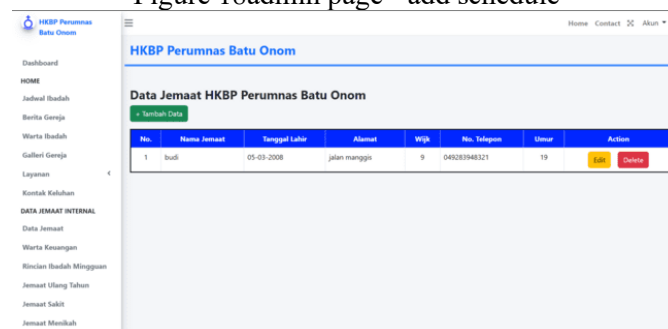 Figure 16admin page - add schedule
HKBP Perumnas
Batu Onom
Home Contact Akun
HKBP Perumnas Batu Onom
Dashboard
HOME
Jadwal Ibadah
Berita Gereja
Warta Ibadah
Galleri Gereja
Layanan
Kontak Keluhan
DATA JEMAAT INTERNAL
Data Jemaat
Warta Keuangan
Rincian Ibadah Mingguan
Jemaat Ulang Tahun
Jemaat Sakit
Jemaat Menikah
Data Jemaat HKBP Perumnas Batu Onom
+ Tambah Data
No. Nama Jemaat Tanggal Lahir Alamat Wijk No. Telepon Umur Action
1 budi 05-03-2008 jalan manggis 9 049283948321 19 Edit Delete